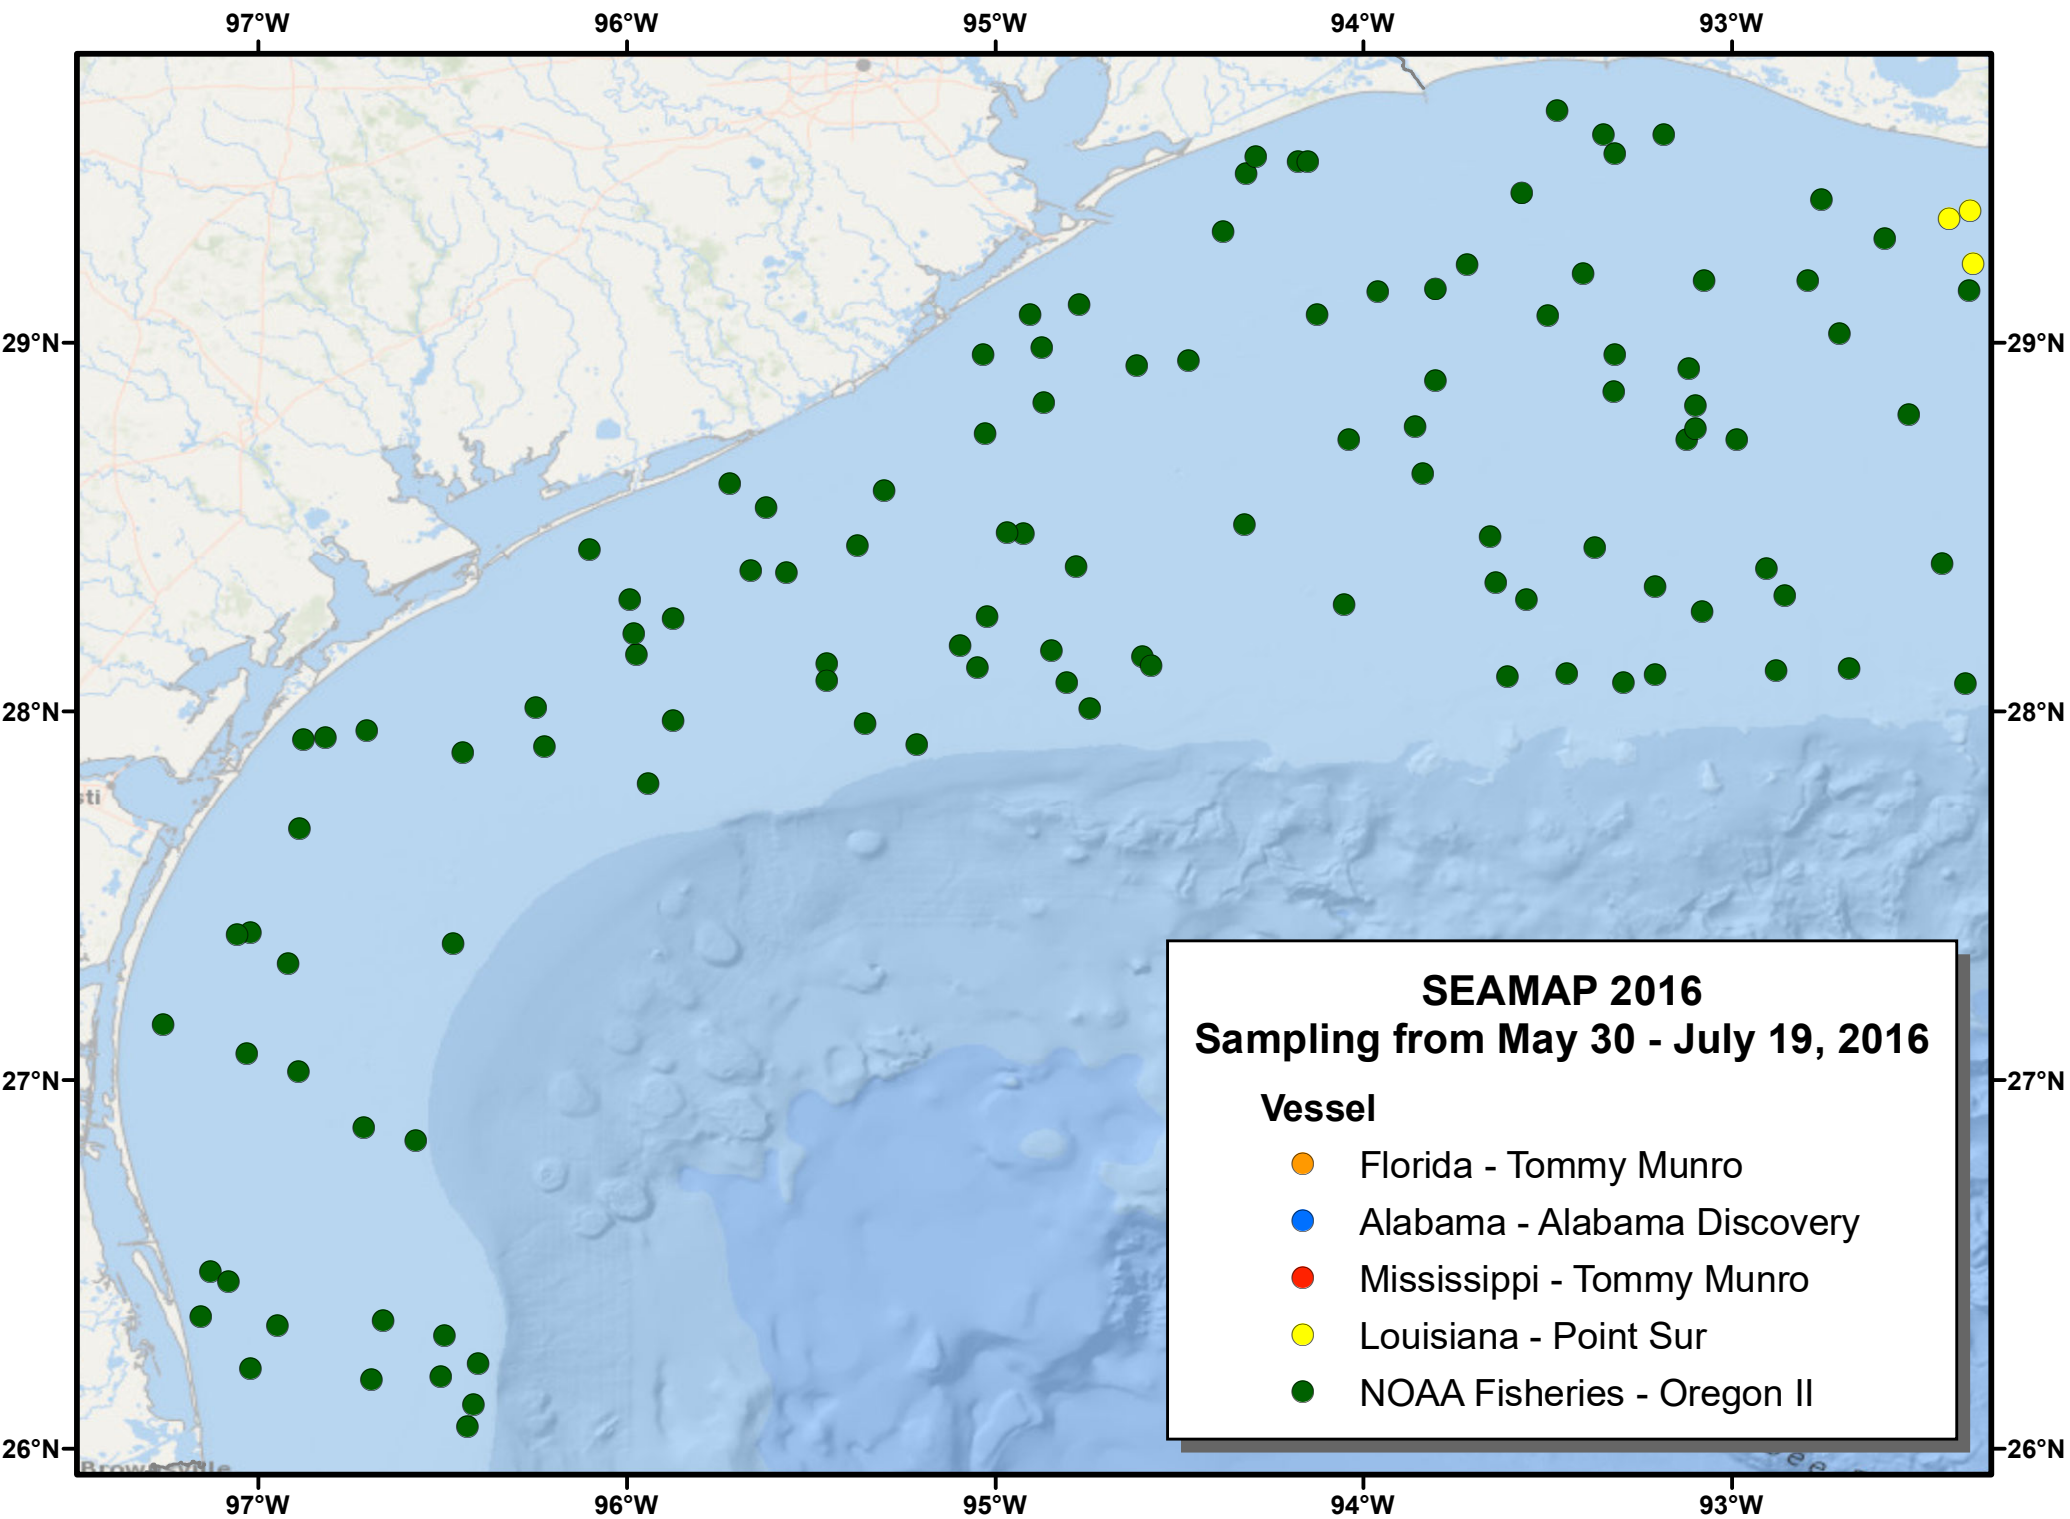 97°W 96°W 95°W 94°W 93°W
29°N 29°N
28°N 28°N
sti
27°N 27°N
SEAMAP 2016
Sampling from May 30 - July 19, 2016
Vessel
Florida - Tommy Munro
Alabama - Alabama Discovery
Mississippi - Tommy Munro
Louisiana - Point Sur
NOAA Fisheries - Oregon II
26°N 26°N
Brownsville
97°W 96°W 95°W 94°W 93°W